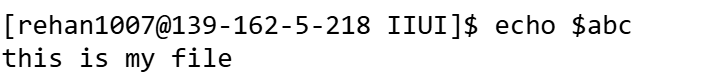 [rehan1007@139-162-5-218 IIUI]$ echo $abc
this is my file